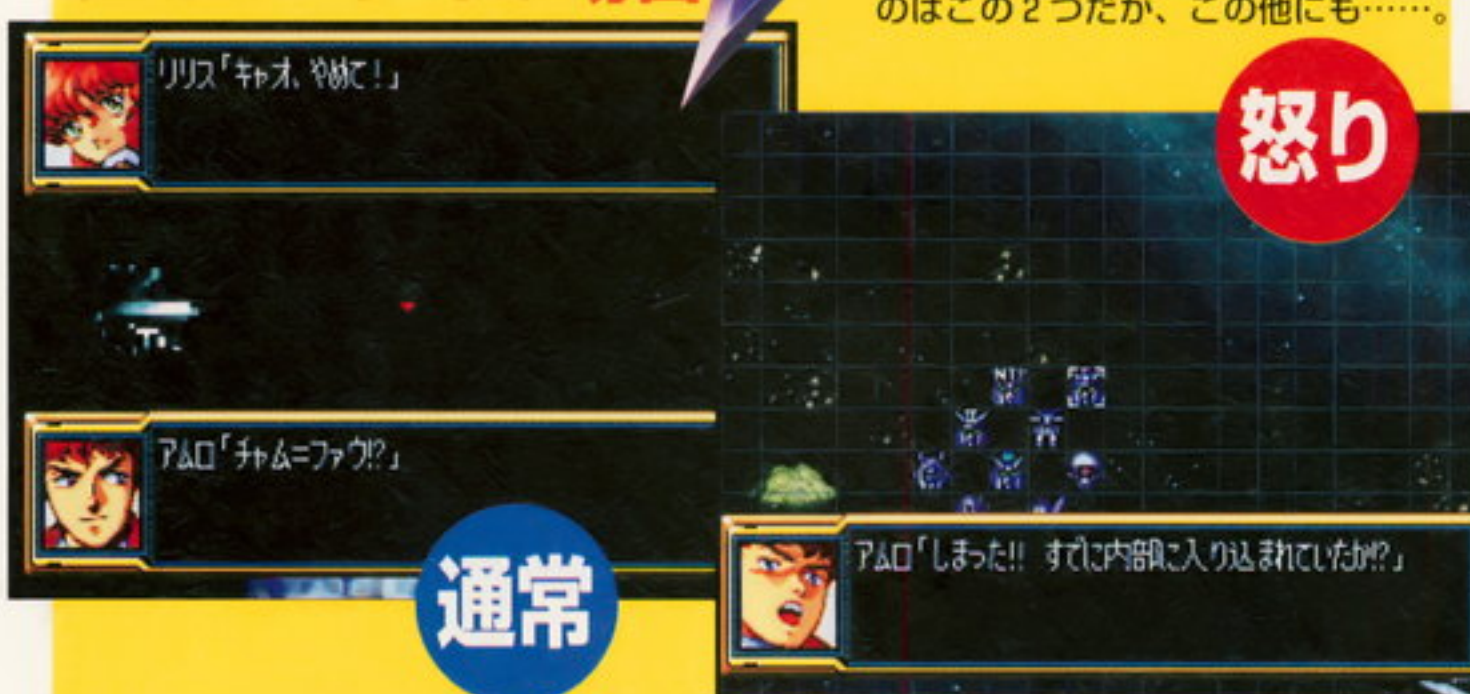 のはこの2つだが、この他にも……。
怒り
リリス「キャオ、やめて!」
アムロ「チャム=ファウ!?」
通常
アムロ「しまった!! すでに内部に入り込まれていたか!?」